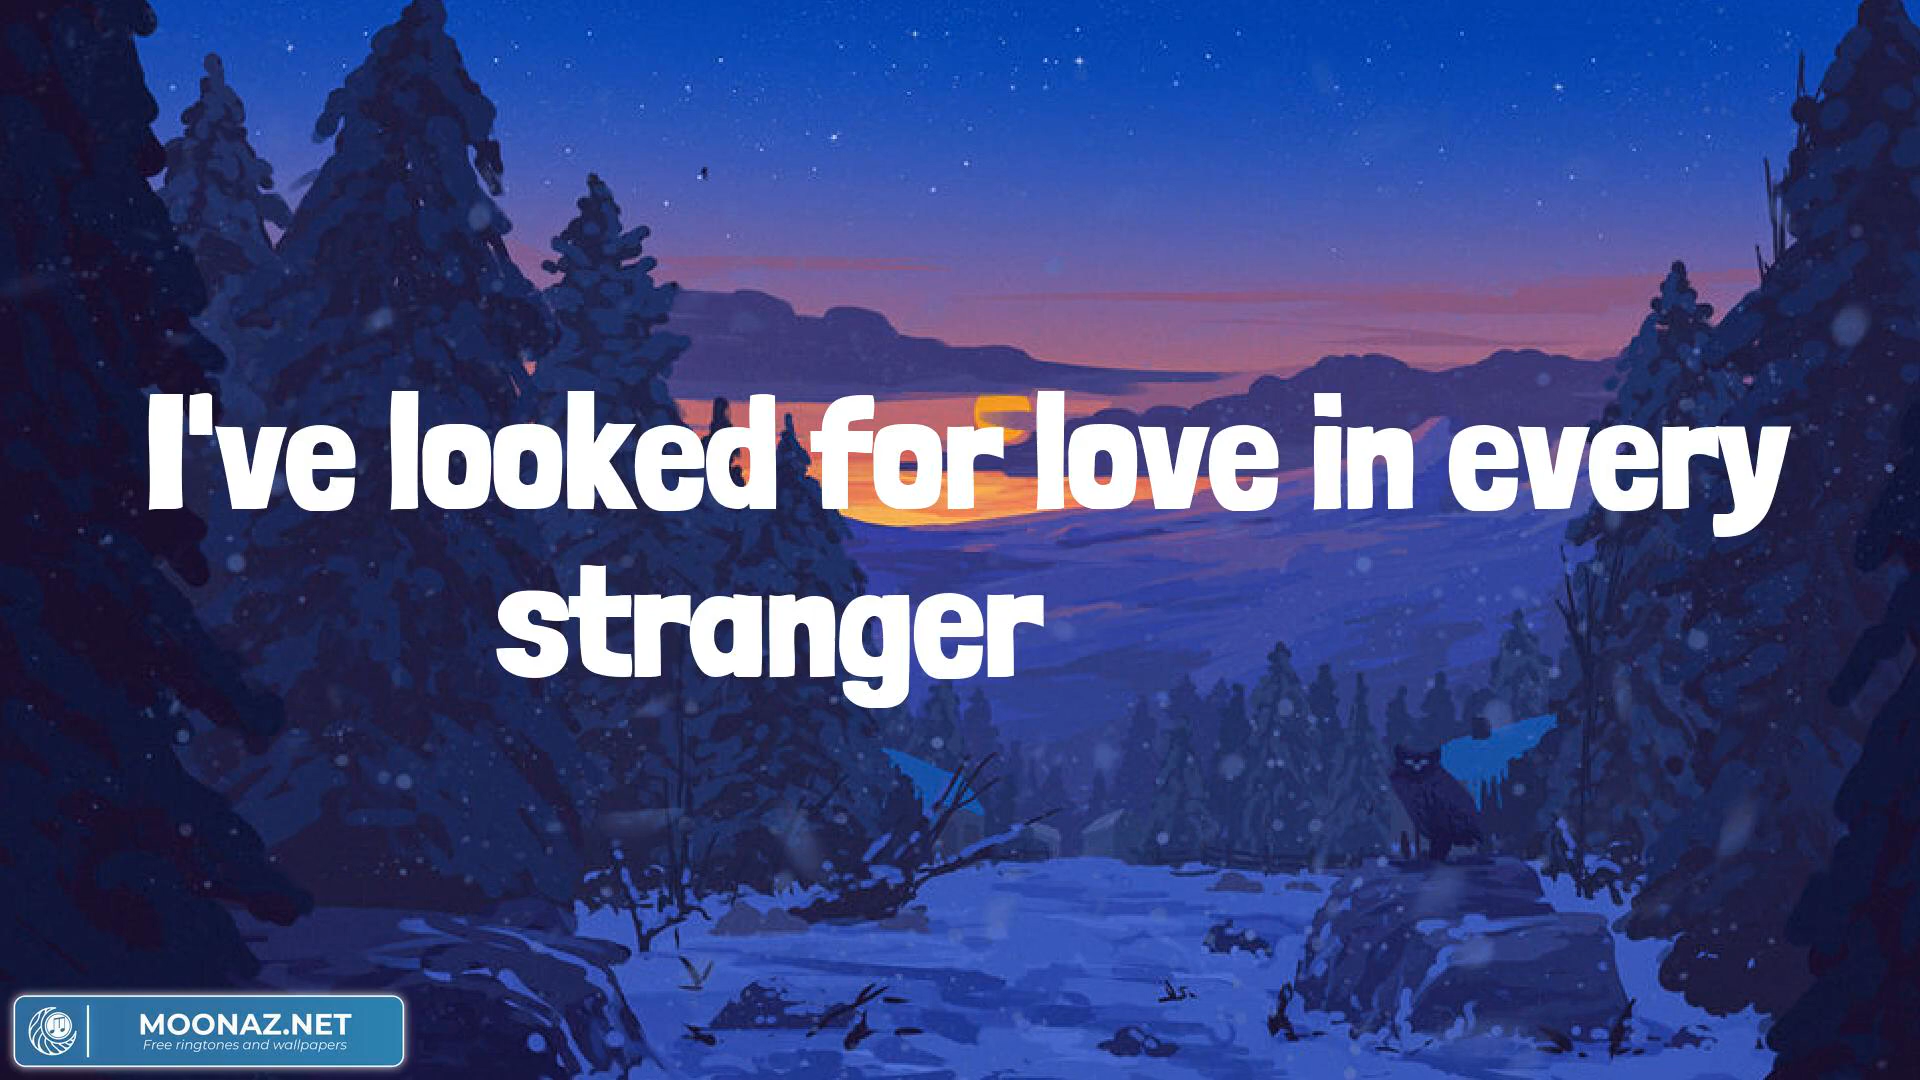 I've looked for love in every
stranger
MOONAZ.NET
Free ringtones and wallpapers